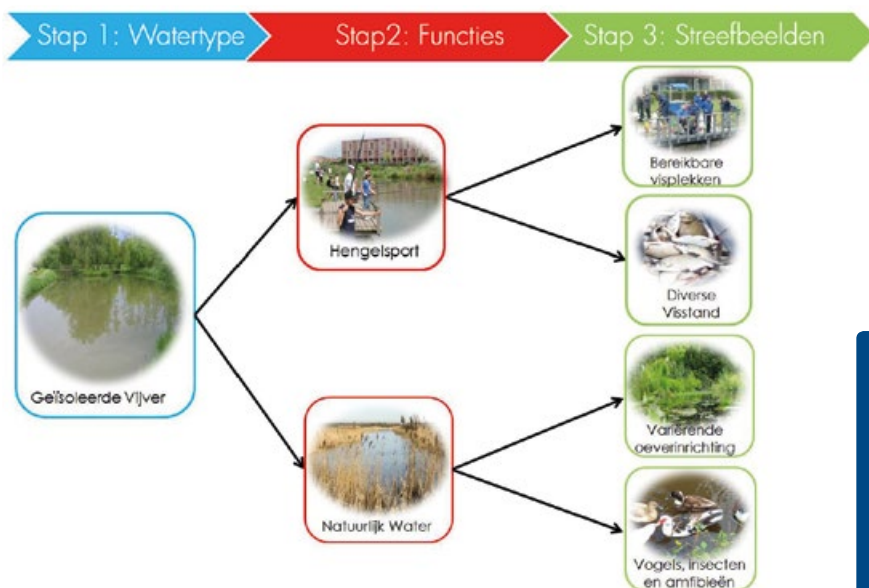 Stap 1: Watertype
Stap2: Functies
Stap 3: Streefbeelden
Geïsoleerde Vijver
Hengelsport
Natuurlijk Water
Bereikbare
visplekken
Diverse
Visstand
Variërende
oeverinrichting
Vogels, insecten
en amfibieën